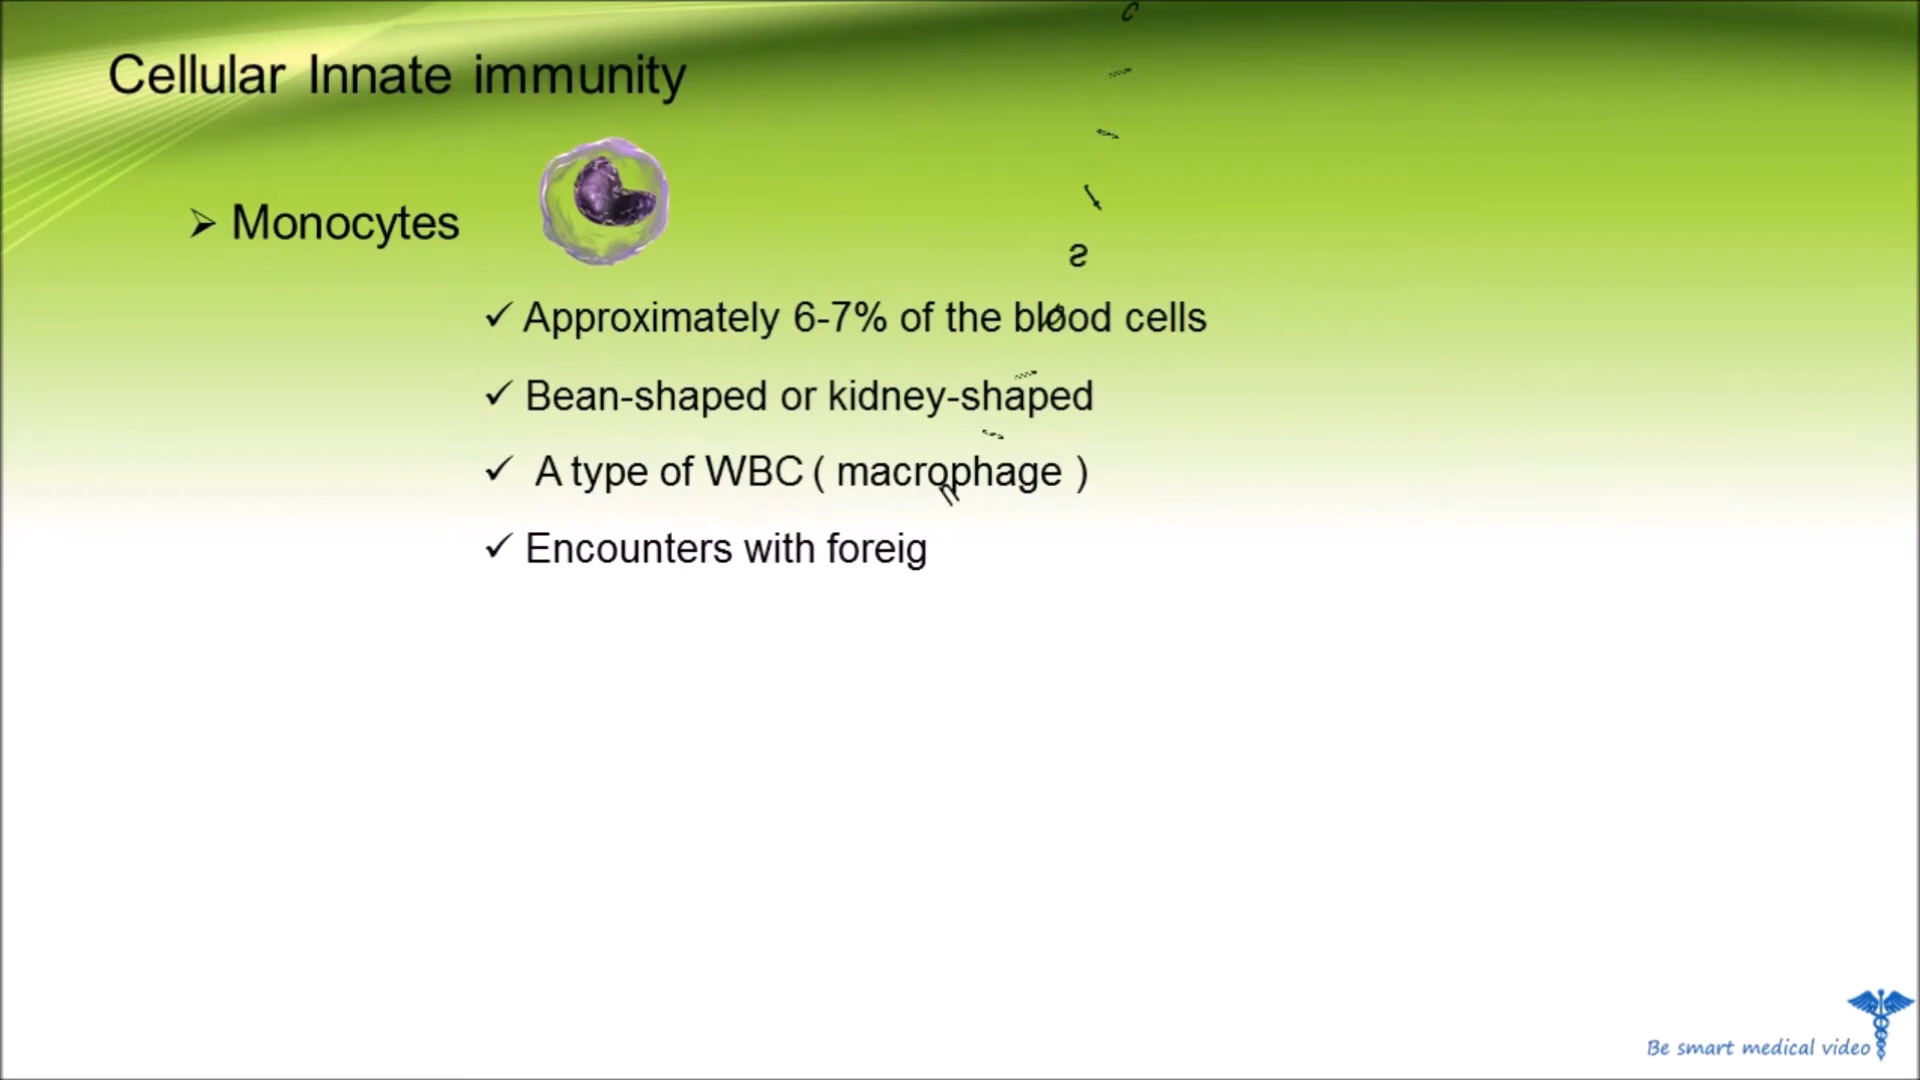 Cellular Innate immunity
Monocytes
Approximately 6-7% of the blood cells
Bean-shaped or kidney-shaped
A type of WBC ( macrophage )
Encounters with foreig
Be smart medical video